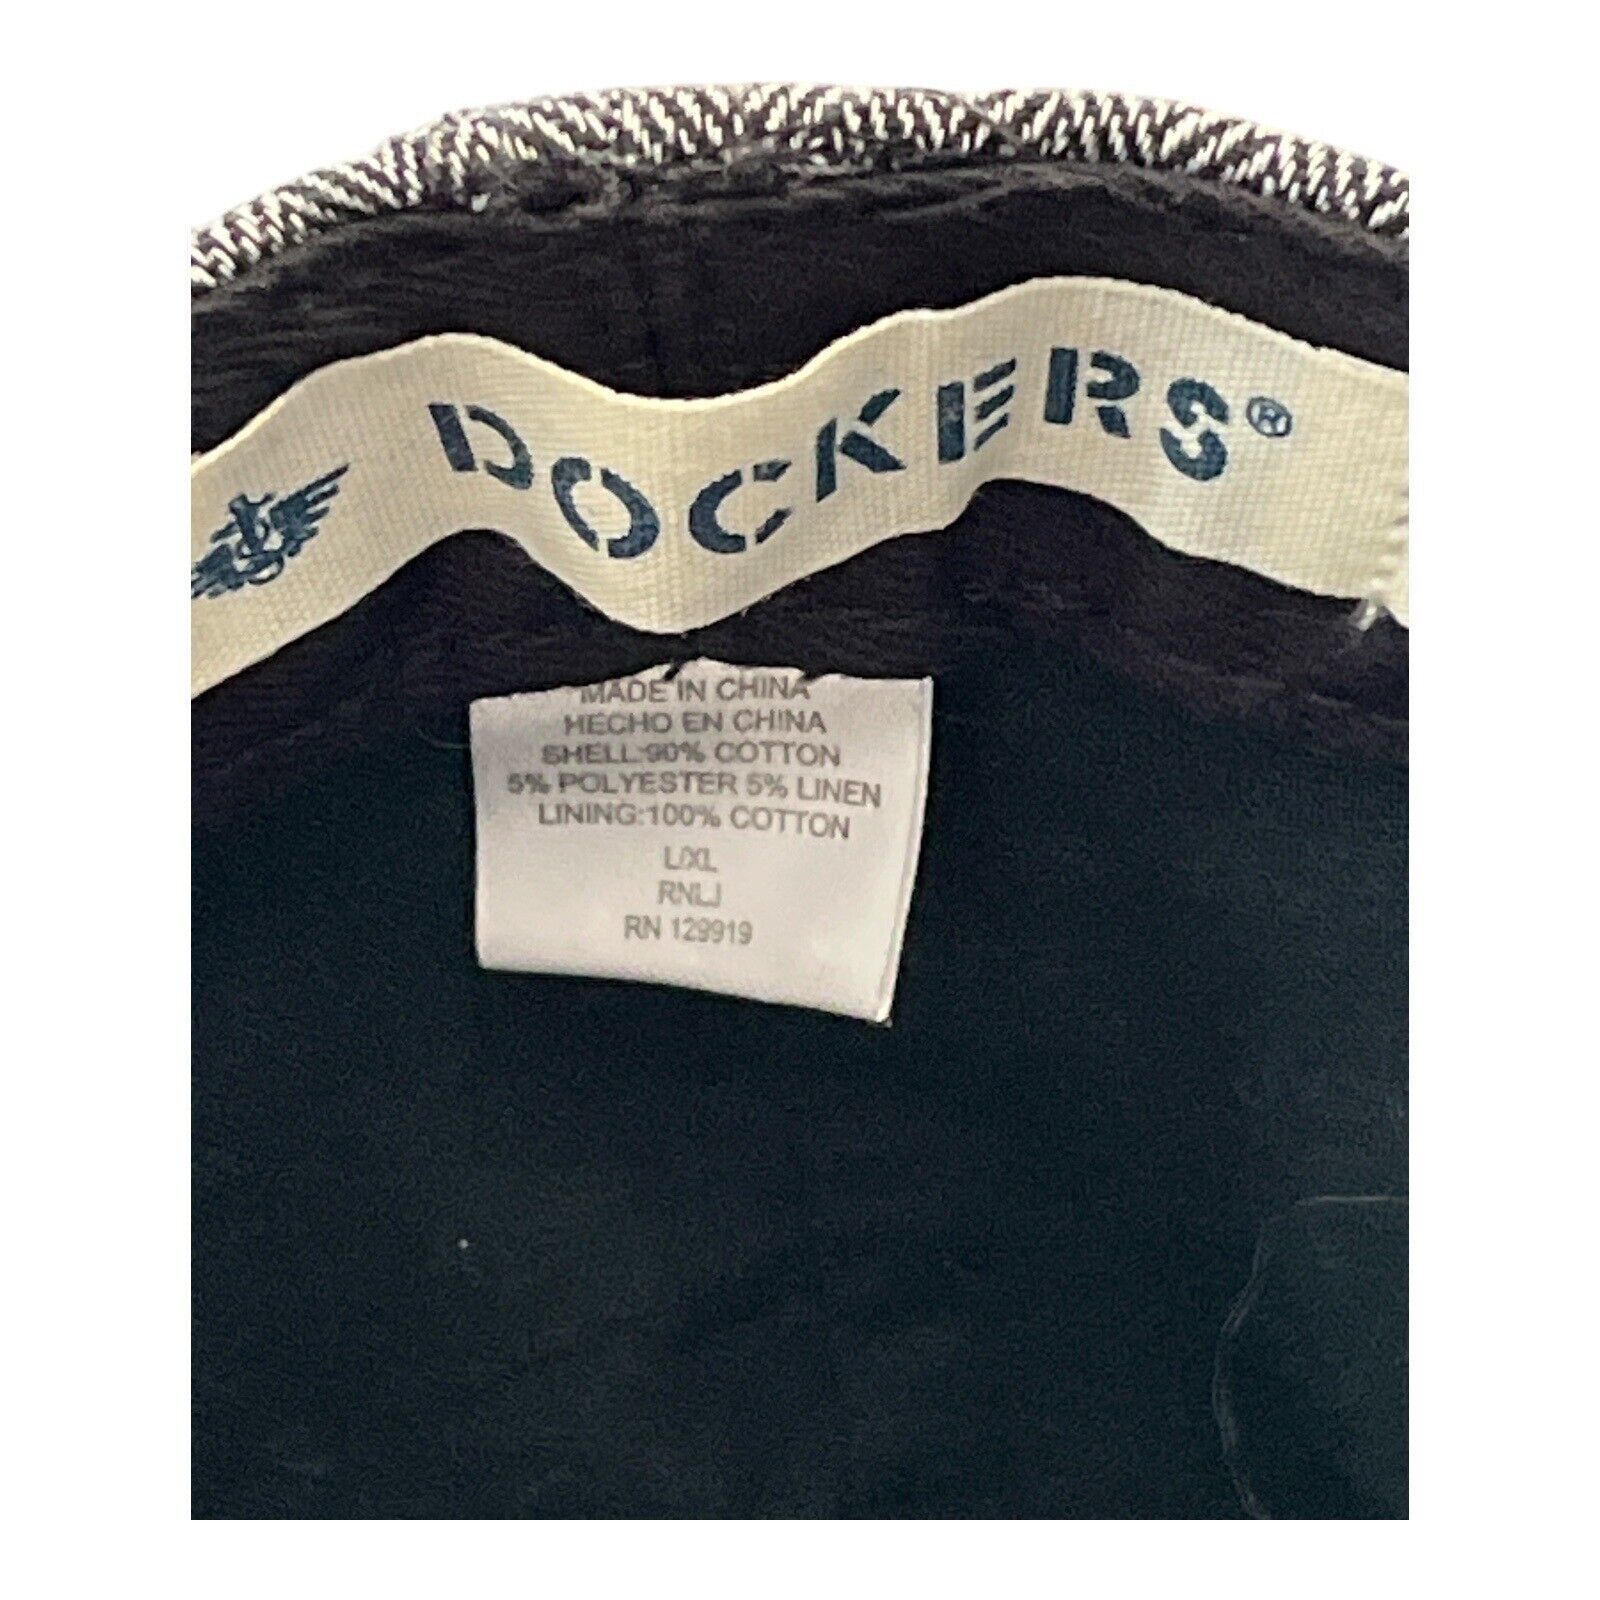 DOCKERS®
MADE IN CHINA
HECHO EN CHINA
SHELL:90% COTTON
5% POLYESTER 5% LINEN
LINING:100% COTTON
L/XL
RNLJ
RN 129919